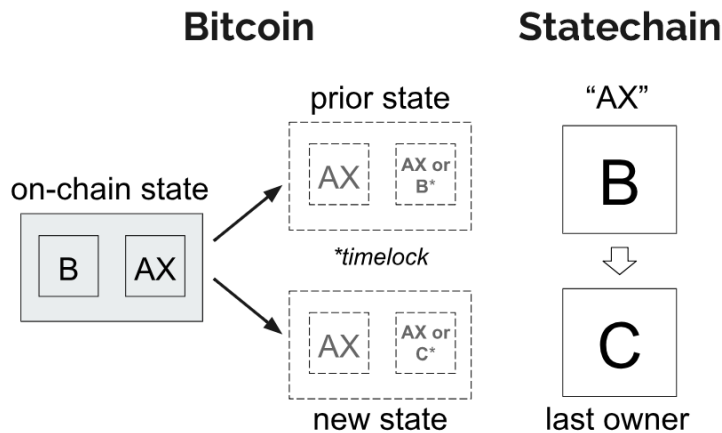 Bitcoin
Statechain
prior state
AX
AX or
B*
on-chain state
B
AX
*timelock
AX
AX or
C*
new state
“AX”
B
C
last owner